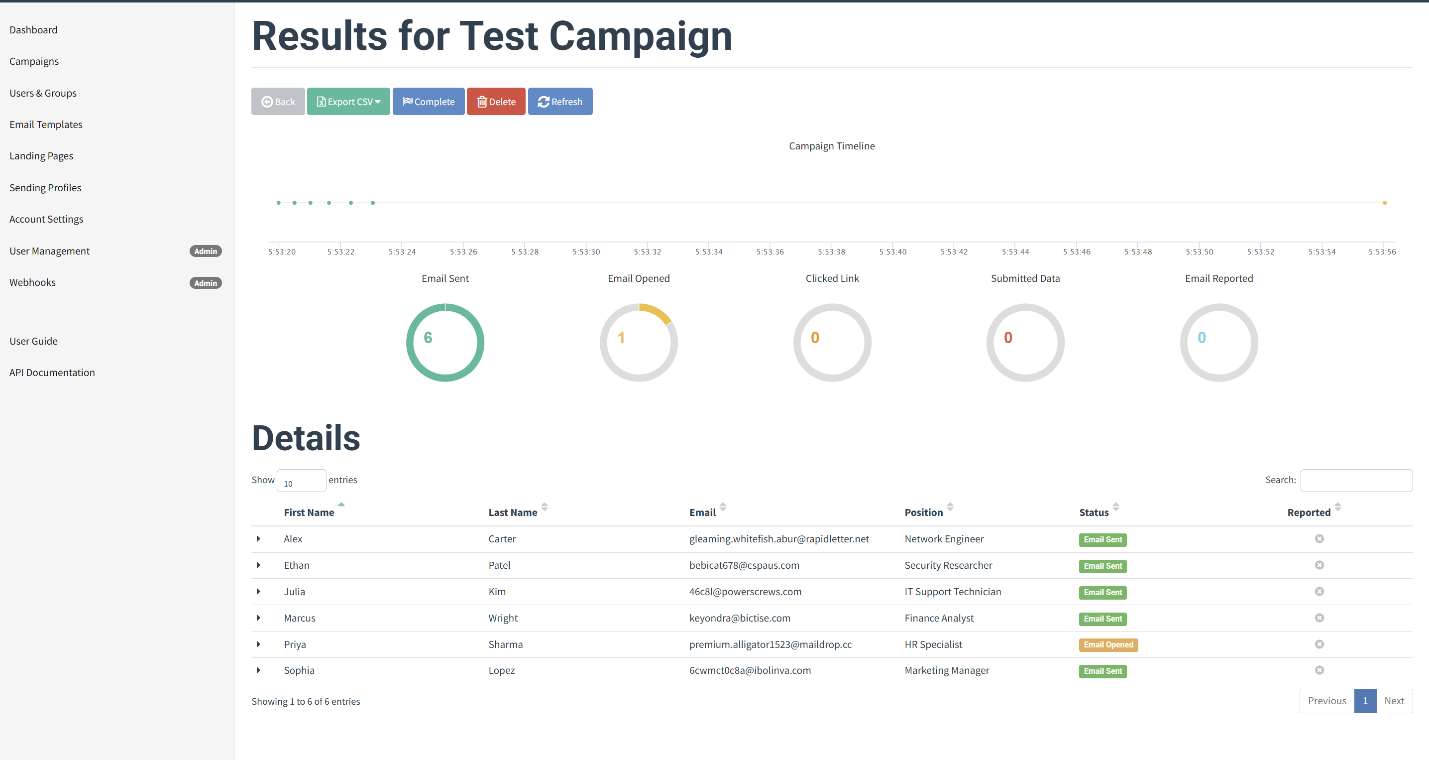 Dashboard
Campaigns
Users & Groups
Email Templates
Landing Pages
Sending Profiles
Account Settings
User Management Admin
Webhooks Admin
User Guide
API Documentation
Results for Test Campaign
Back Export CSV Complete Delete Refresh
Campaign Timeline
5:53:20 5:53:22 5:53:24 5:53:26 5:53:28 5:53:30 5:53:32 5:53:34 5:53:36 5:53:38 5:53:40 5:53:42 5:53:44 5:53:46 5:53:48 5:53:50 5:53:52 5:53:54 5:53:56
Email Sent Email Opened Clicked Link Submitted Data Email Reported
6 1 0 0 0
Details
Show 10 entries Search:
First Name Last Name Email Position Status Reported
Alex Carter gleaming.whitefish.abur@rapidletter.net Network Engineer Email Sent
Ethan Patel bebicat678@cspaus.com Security Researcher Email Sent
Julia Kim 46c8l@powerscrews.com IT Support Technician Email Sent
Marcus Wright keyondra@bictise.com Finance Analyst Email Sent
Priya Sharma premium.alligator1523@maildrop.cc HR Specialist Email Opened
Sophia Lopez 6cwmct0c8a@ibolinva.com Marketing Manager Email Sent
Showing 1 to 6 of 6 entries Previous 1 Next